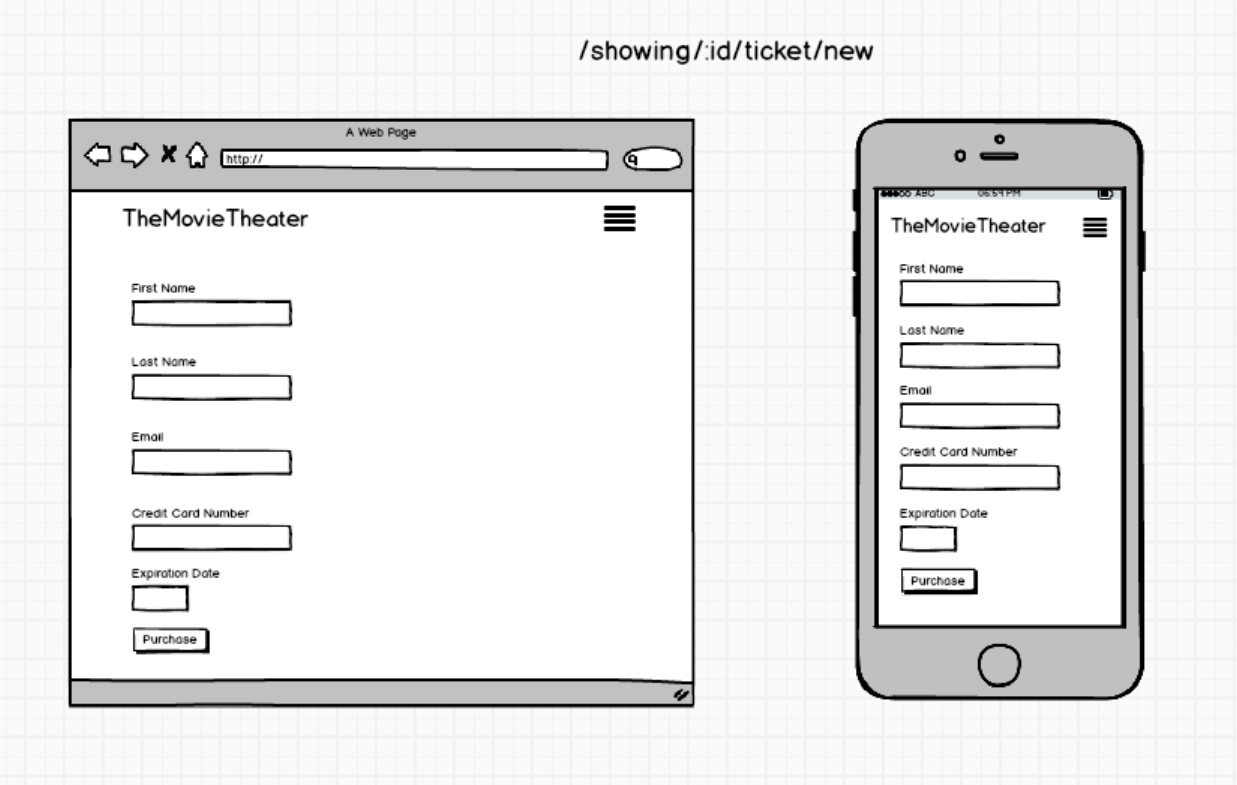 /showing/:id/ticket/new
A Web Page
http://
TheMovieTheater
First Name
Last Name
Email
Credit Card Number
Expiration Date
Purchase
ABC 06:59 PM
TheMovieTheater
First Name
Last Name
Email
Credit Card Number
Expiration Date
Purchase